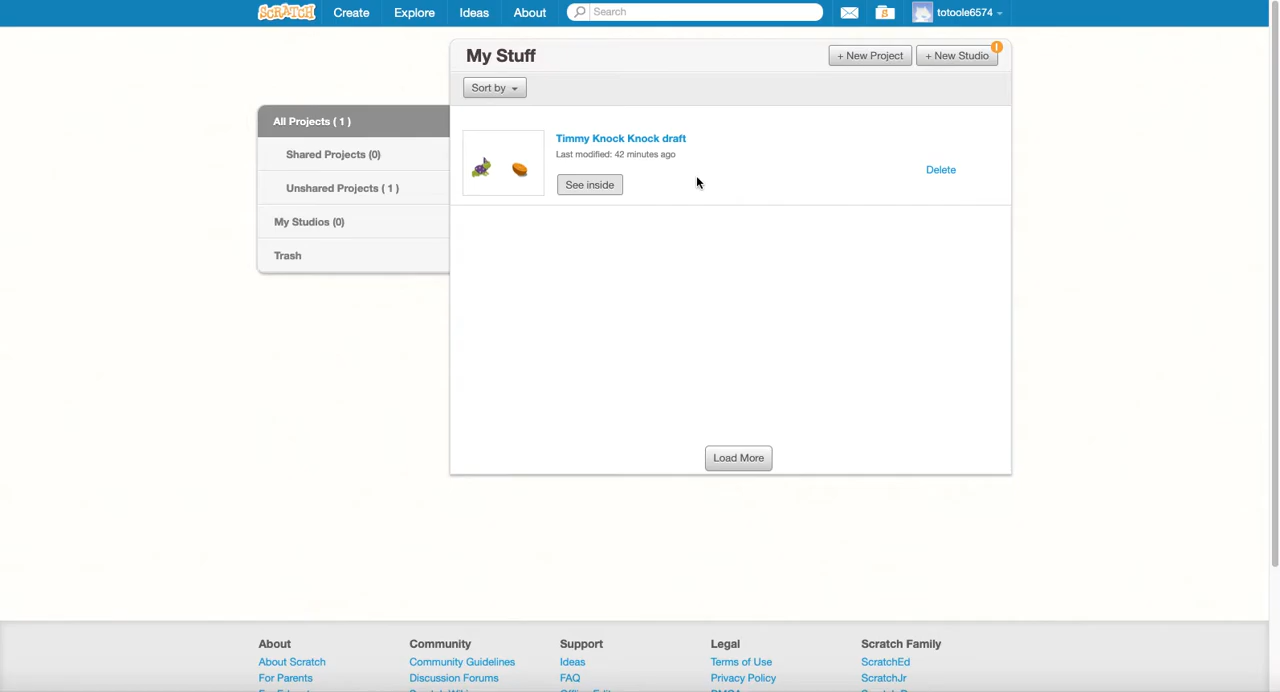 SCRATCH Create Explore Ideas About Search totoole6574
My Stuff + New Project + New Studio !
Sort by
All Projects ( 1 )
Shared Projects (0)
Unshared Projects ( 1 )
My Studios (0)
Trash
Timmy Knock Knock draft
Last modified: 42 minutes ago
See inside
Delete
Load More
About Community Support Legal Scratch Family
About Scratch Community Guidelines Ideas Terms of Use ScratchEd
For Parents Discussion Forums FAQ Privacy Policy ScratchJr